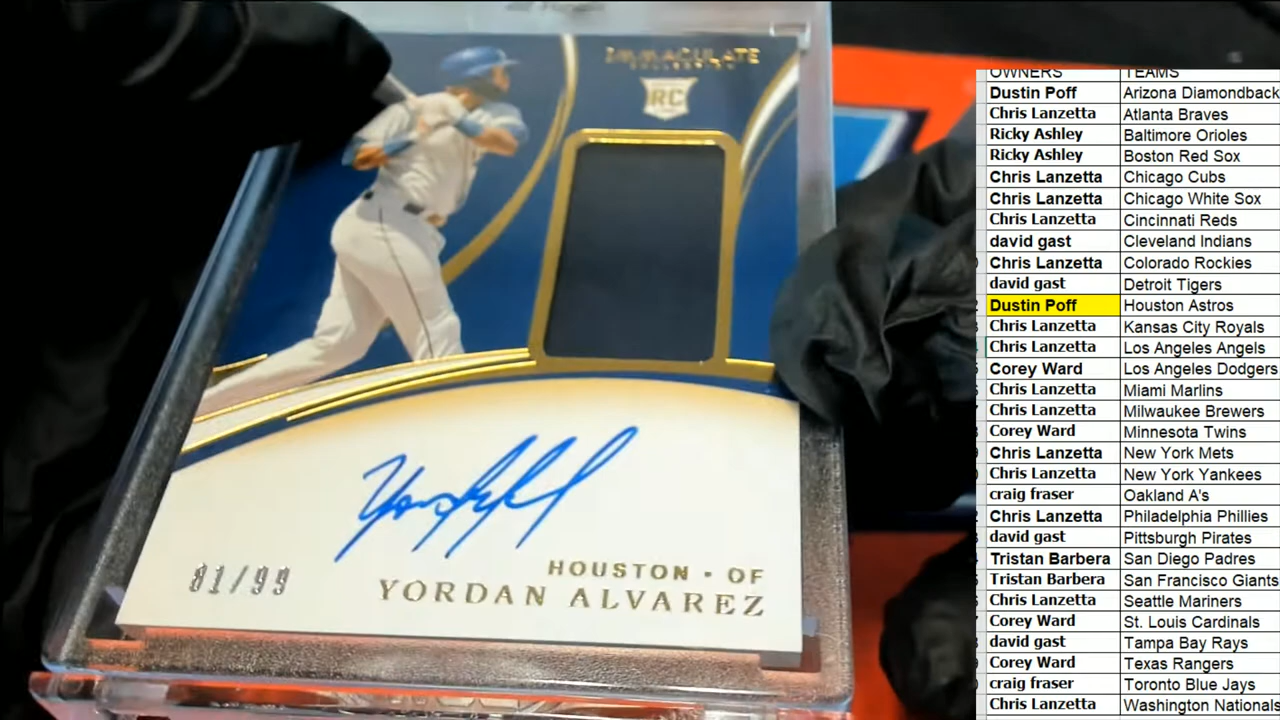 IMMACULATE
COLLECTION
RC
81/99
HOUSTON • OF
YORDAN ALVAREZ
OWNERS TEAMS
Dustin Poff Arizona Diamondback
Chris Lanzetta Atlanta Braves
Ricky Ashley Baltimore Orioles
Ricky Ashley Boston Red Sox
Chris Lanzetta Chicago Cubs
Chris Lanzetta Chicago White Sox
Chris Lanzetta Cincinnati Reds
david gast Cleveland Indians
Chris Lanzetta Colorado Rockies
david gast Detroit Tigers
Dustin Poff Houston Astros
Chris Lanzetta Kansas City Royals
Chris Lanzetta Los Angeles Angels
Corey Ward Los Angeles Dodgers
Chris Lanzetta Miami Marlins
Chris Lanzetta Milwaukee Brewers
Corey Ward Minnesota Twins
Chris Lanzetta New York Mets
Chris Lanzetta New York Yankees
craig fraser Oakland A's
Chris Lanzetta Philadelphia Phillies
david gast Pittsburgh Pirates
Tristan Barbera San Diego Padres
Tristan Barbera San Francisco Giants
Chris Lanzetta Seattle Mariners
Corey Ward St. Louis Cardinals
david gast Tampa Bay Rays
Corey Ward Texas Rangers
craig fraser Toronto Blue Jays
Chris Lanzetta Washington Nationals